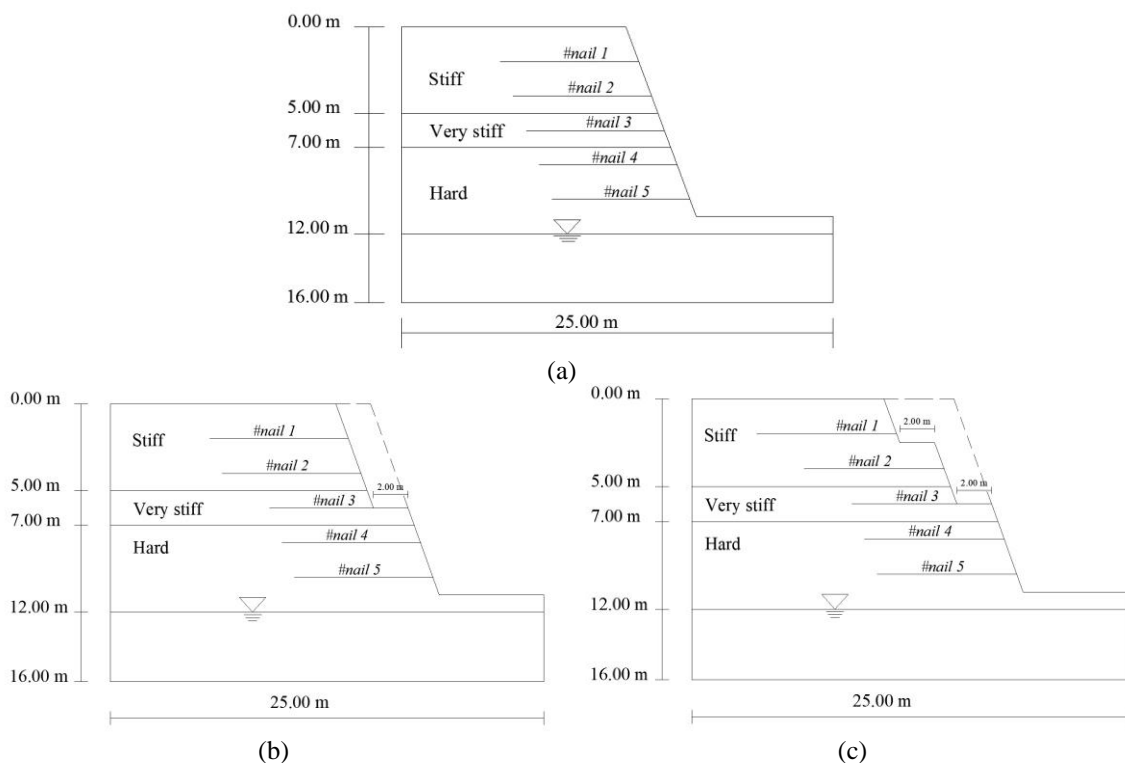 0.00 m
#nail 1
Stiff
#nail 2
5.00 m
#nail 3
Very stiff
7.00 m
#nail 4
Hard
#nail 5
12.00 m
16.00 m
25.00 m
(a)
0.00 m
#nail 1
Stiff
#nail 2
5.00 m
2.00 m
#nail 3
Very stiff
7.00 m
#nail 4
Hard
#nail 5
12.00 m
16.00 m
25.00 m
(b)
0.00 m
#nail 1
2.00 m
Stiff
#nail 2
5.00 m
2.00 m
#nail 3
Very stiff
7.00 m
#nail 4
Hard
#nail 5
12.00 m
16.00 m
25.00 m
(c)